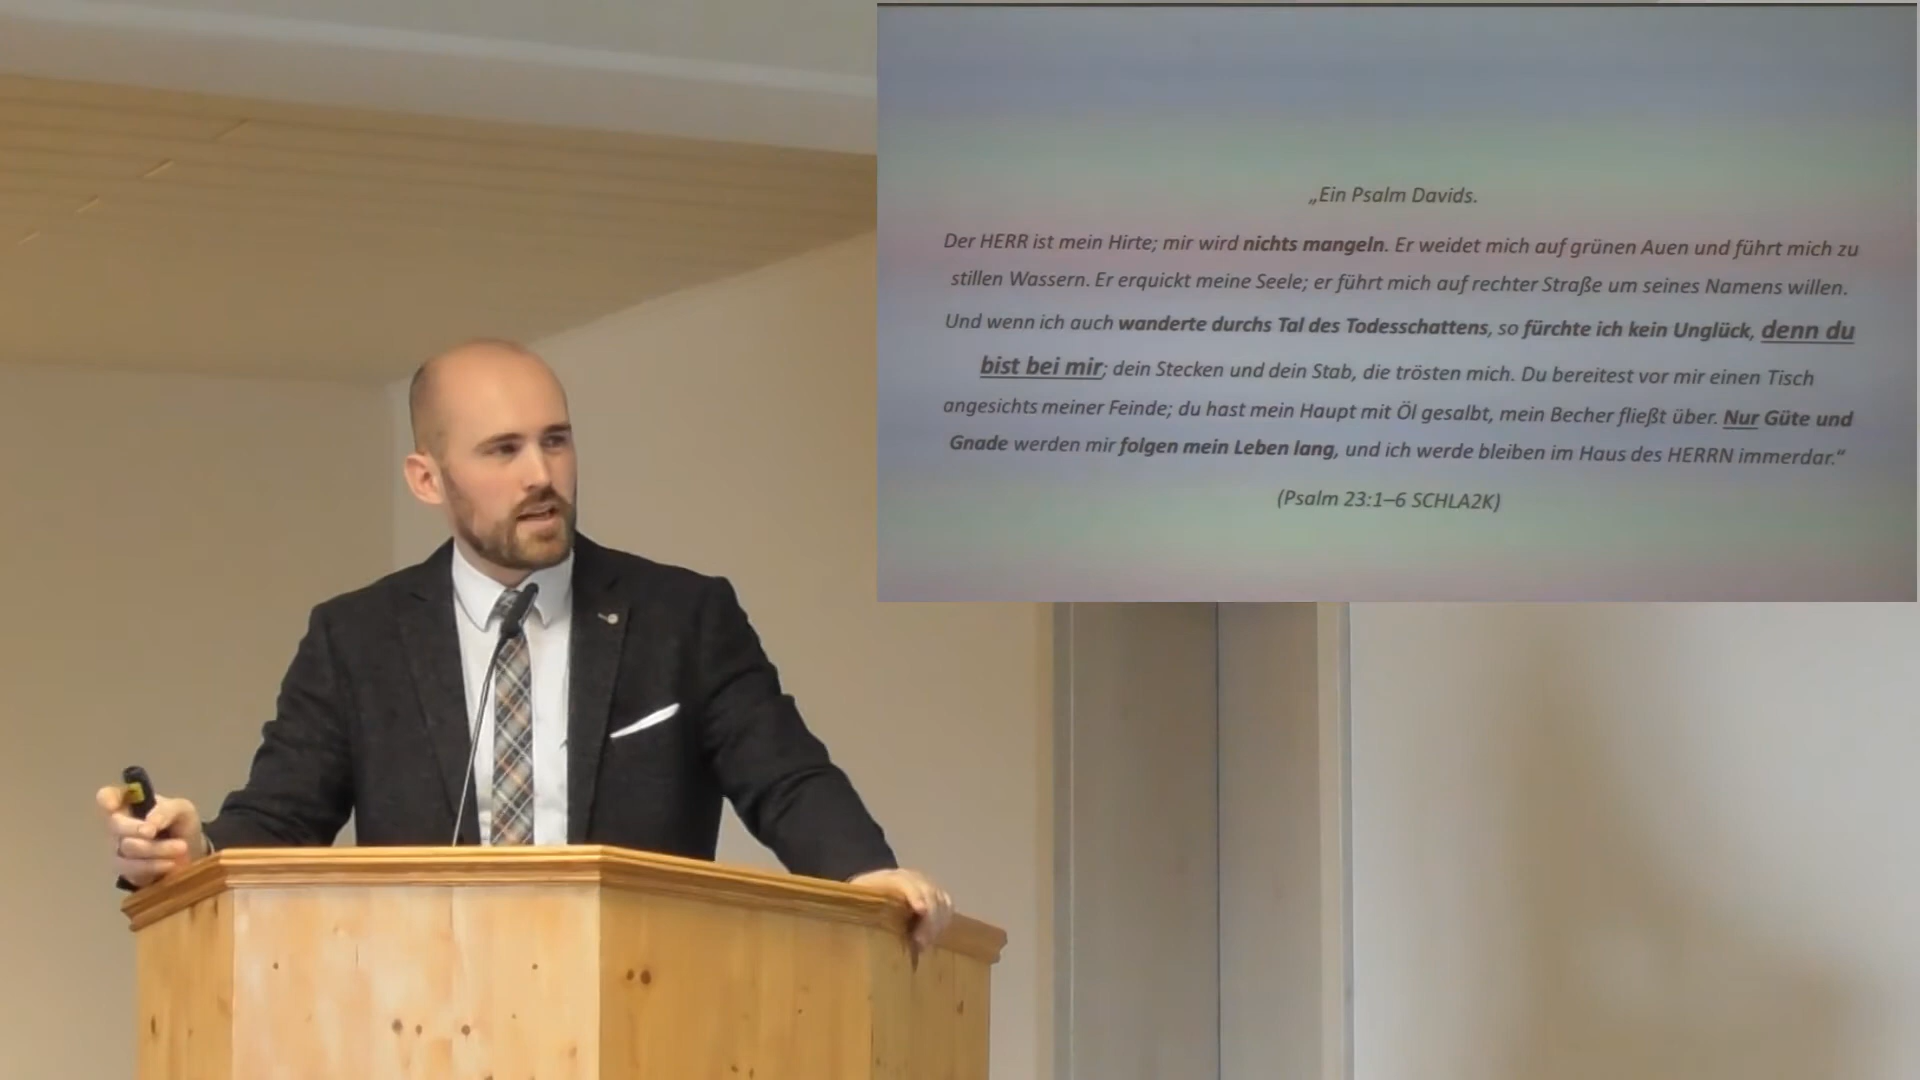 „Ein Psalm Davids.
Der HERR ist mein Hirte; mir wird nichts mangeln. Er weidet mich auf grünen Auen und führt mich zu
stillen Wassern. Er erquickt meine Seele; er führt mich auf rechter Straße um seines Namens willen.
Und wenn ich auch wanderte durchs Tal des Todesschattens, so fürchte ich kein Unglück, denn du
bist bei mir; dein Stecken und dein Stab, die trösten mich. Du bereitest vor mir einen Tisch
angesichts meiner Feinde; du hast mein Haupt mit Öl gesalbt, mein Becher fließt über. Nur Güte und
Gnade werden mir folgen mein Leben lang, und ich werde bleiben im Haus des HERRN immerdar.“
(Psalm 23:1–6 SCHLA2K)